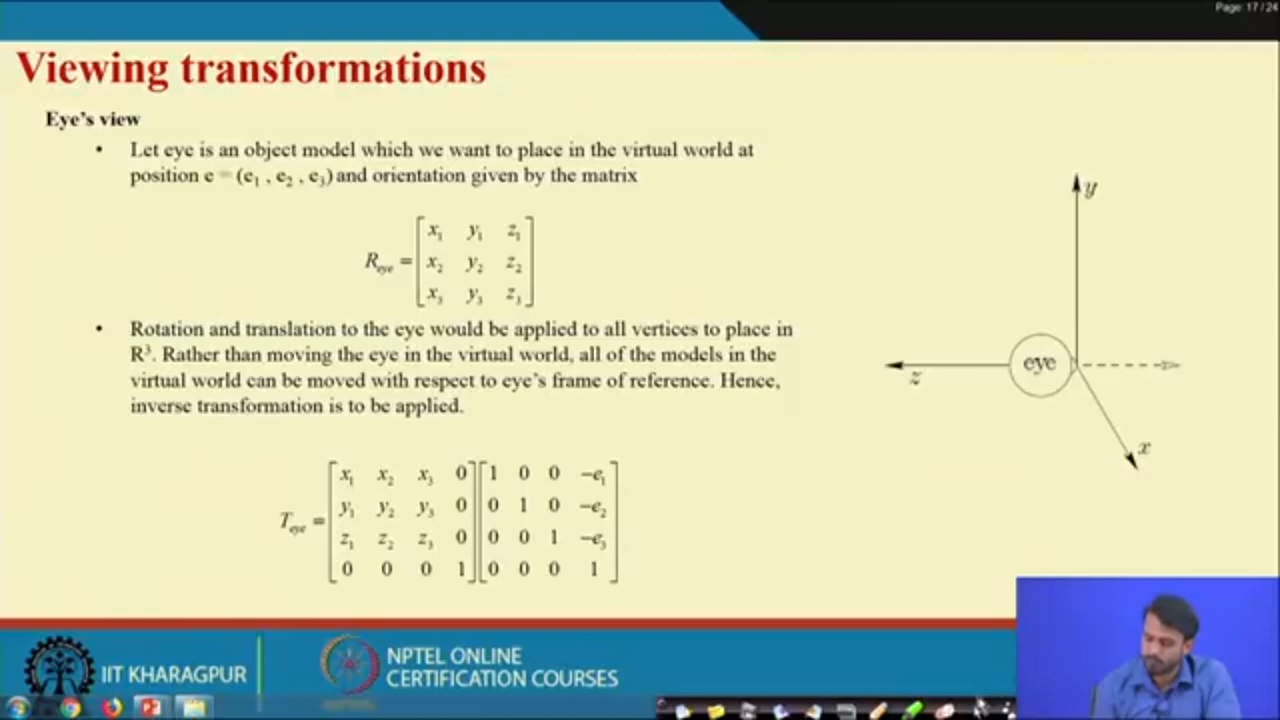 Page: 17 / 24
Viewing transformations
Eye's view
• Let eye is an object model which we want to place in the virtual world at
position e = (e₁ , e₂ , e₃) and orientation given by the matrix
R_eye = [ x₁ y₁ z₁
x₂ y₂ z₂
x₃ y₃ z₃ ]
• Rotation and translation to the eye would be applied to all vertices to place in
R³. Rather than moving the eye in the virtual world, all of the models in the
virtual world can be moved with respect to eye's frame of reference. Hence,
inverse transformation is to be applied.
T_eye = [ x₁ x₂ x₃ 0 ] [ 1 0 0 −e₁ ]
y₁ y₂ y₃ 0 0 1 0 −e₂
z₁ z₂ z₃ 0 0 0 1 −e₃
0 0 0 1 0 0 0 1
y
eye
z
x
IIT KHARAGPUR
NPTEL ONLINE
CERTIFICATION COURSES